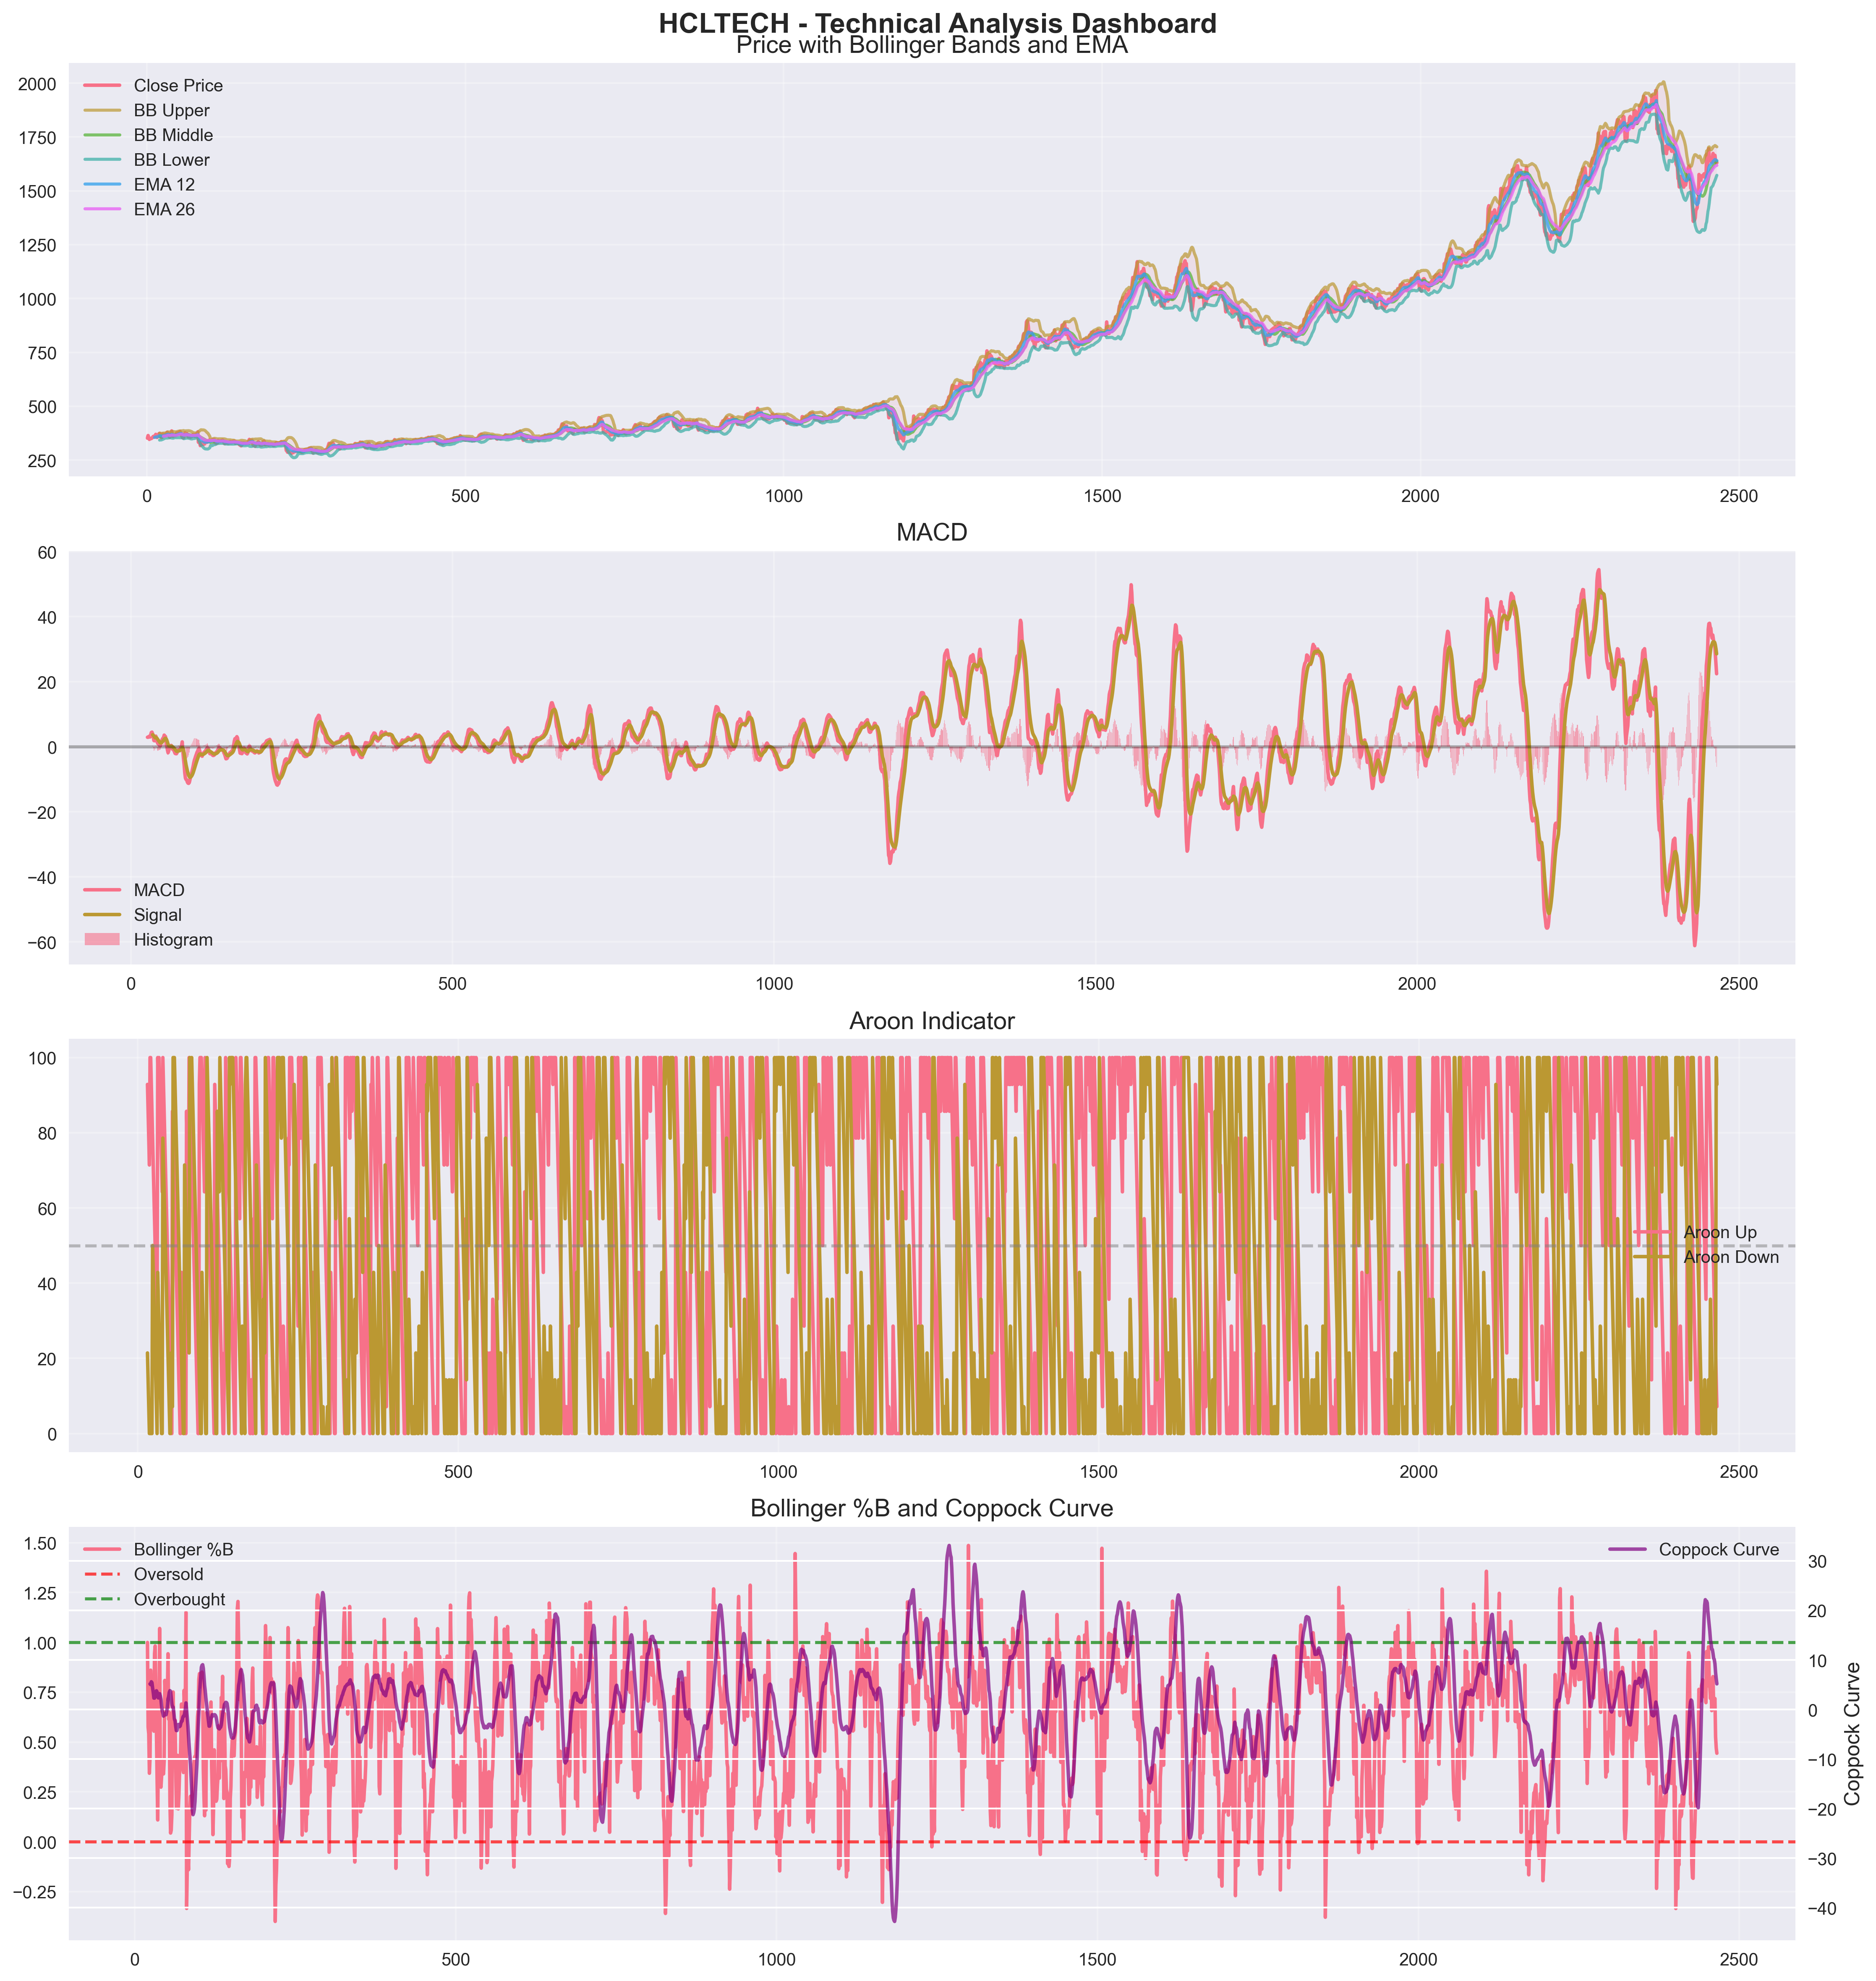 HCLTECH - Technical Analysis Dashboard
Price with Bollinger Bands and EMA
Close Price
BB Upper
BB Middle
BB Lower
EMA 12
EMA 26
2000
1750
1500
1250
1000
750
500
250
0 500 1000 1500 2000 2500
MACD
60
40
20
0
−20
−40
−60
MACD
Signal
Histogram
0 500 1000 1500 2000 2500
Aroon Indicator
100
80
60
40
20
0
Aroon Up
Aroon Down
0 500 1000 1500 2000 2500
Bollinger %B and Coppock Curve
Bollinger %B
Oversold
Overbought
Coppock Curve
1.50
1.25
1.00
0.75
0.50
0.25
0.00
−0.25
30
20
10
0
−10
−20
−30
−40
Coppock Curve
0 500 1000 1500 2000 2500